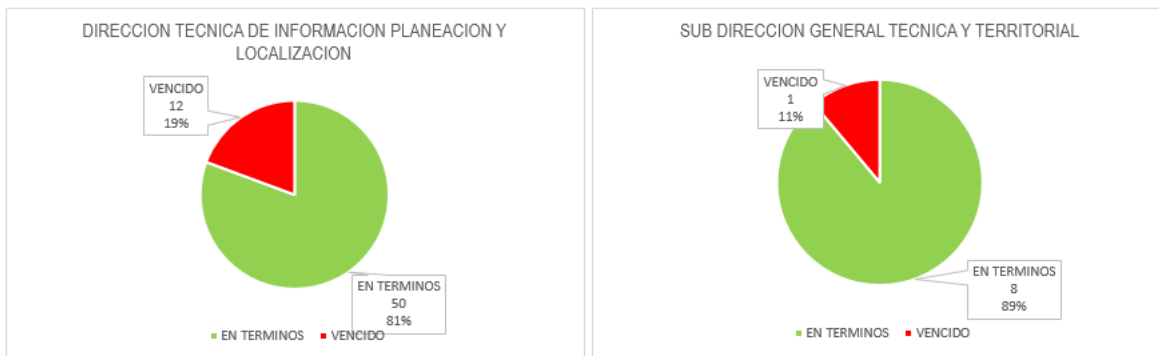 DIRECCION TECNICA DE INFORMACION PLANEACION Y
LOCALIZACION
VENCIDO
12
19%
EN TERMINOS
50
81%
EN TERMINOS VENCIDO
SUB DIRECCION GENERAL TECNICA Y TERRITORIAL
VENCIDO
1
11%
EN TERMINOS
8
89%
EN TERMINOS VENCIDO